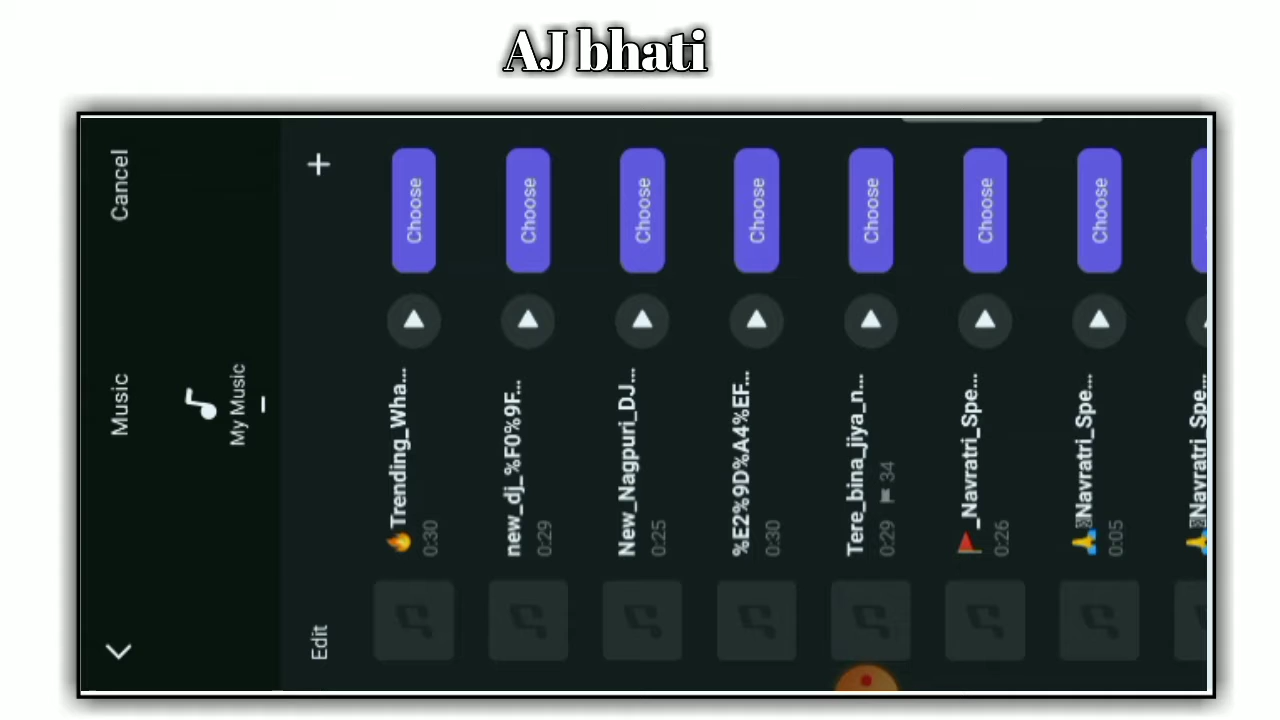 AJ bhati
Cancel
Music
My Music
Edit
🔥Trending_Wha...
0:30
Choose
new_dj_%F0%9F...
0:29
Choose
New_Nagpuri_DJ...
0:25
Choose
%E2%9D%A4%EF...
0:30
Choose
Tere_bina_jiya_n...
0:29 34
Choose
🚩_Navratri_Spe...
0:26
Choose
🙏Navratri_Spe...
0:05
Choose
🙏Navratri_Spe...